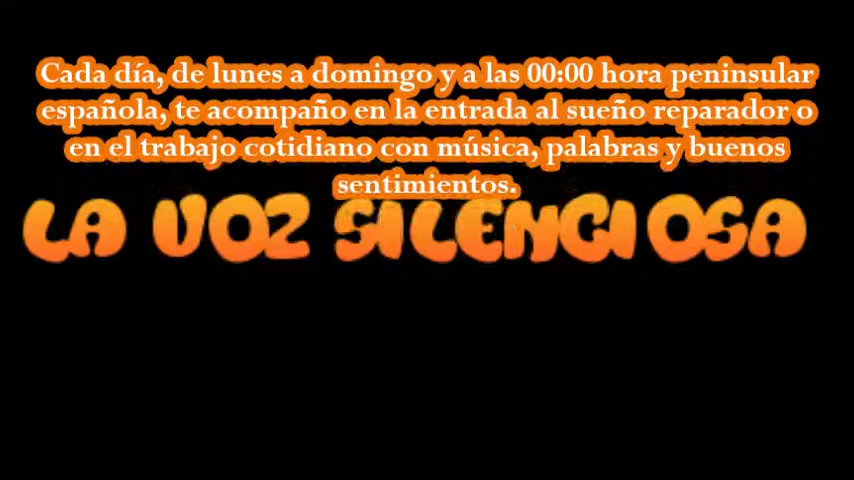 Cada día, de lunes a domingo y a las 00:00 hora peninsular
española, te acompaño en la entrada al sueño reparador o
en el trabajo cotidiano con música, palabras y buenos
sentimientos.
LA VOZ SILENCIOSA